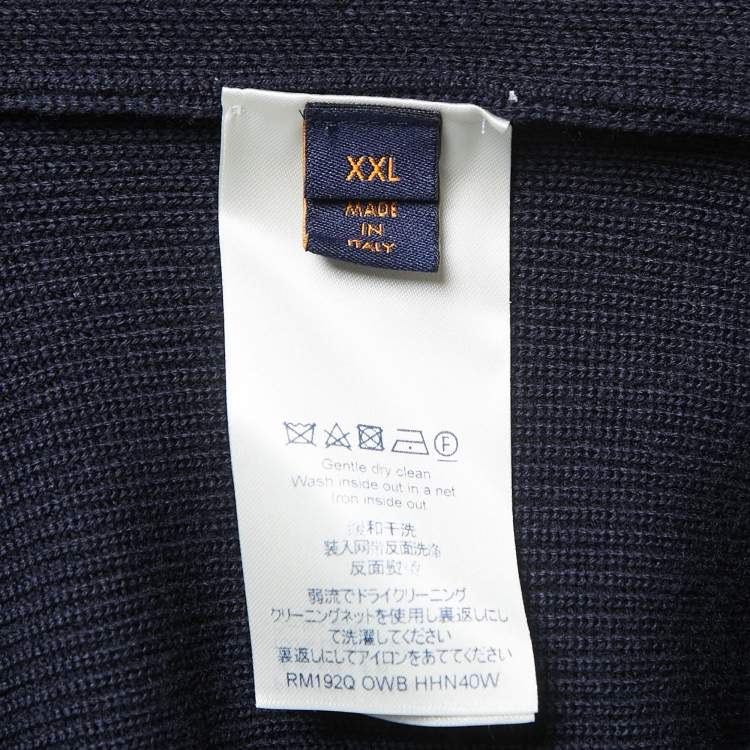 XXL
MADE
IN
ITALY
F
Gentle dry clean
Wash inside out in a net
Iron inside out
缓和干洗
装入网带反面洗涤
反面熨烫
弱流でドライクリーニング
クリーニングネットを使用し裏返しにし
て洗濯してください
裏返しにしてアイロンをあててください
RM192Q OWB HHN40W